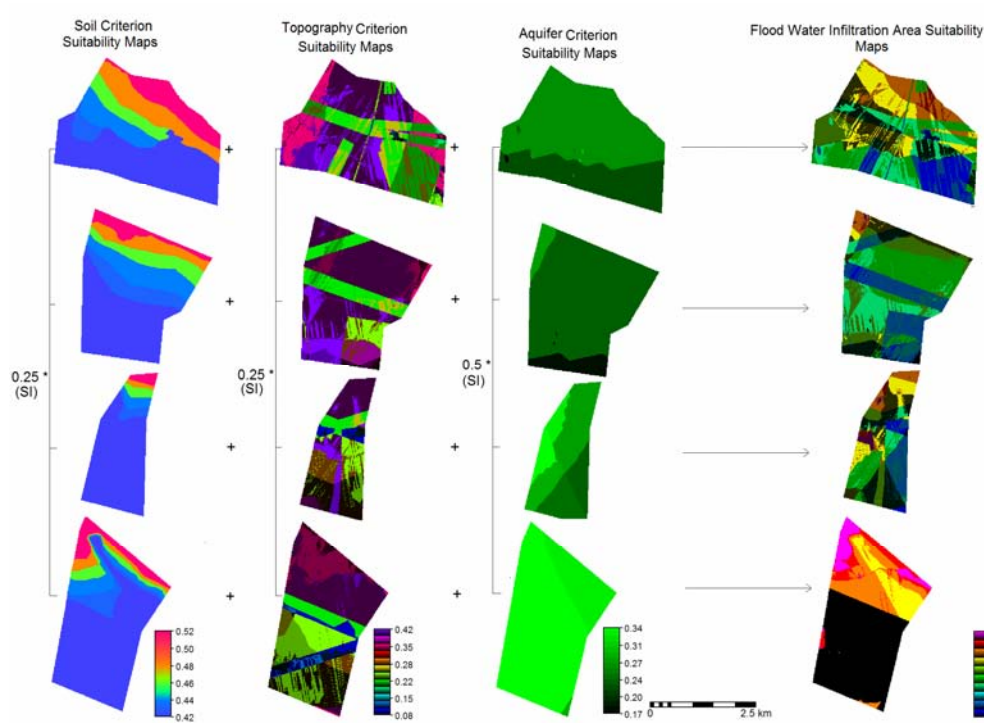 Soil Criterion
Suitability Maps
Topography Criterion
Suitability Maps
Aquifer Criterion
Suitability Maps
Flood Water Infiltration Area Suitability
Maps
+
+
+
+
+
+
+
+
+
+
+
+
0.25 *
(SI)
0.25 *
(SI)
0.5 *
(SI)
0.52
0.50
0.48
0.46
0.44
0.42
0.42
0.35
0.28
0.22
0.15
0.08
0.34
0.31
0.27
0.24
0.20
0.17
0
2.5 km